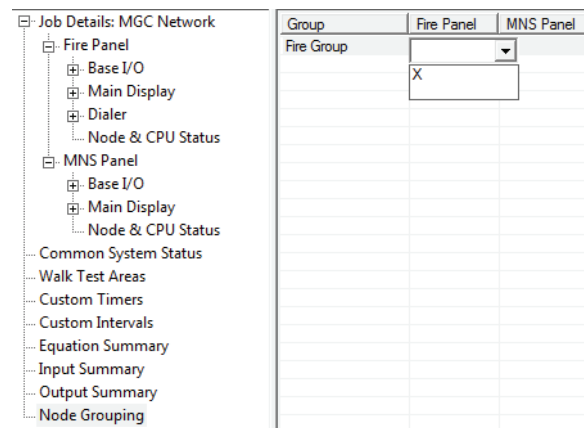 Job Details: MGC Network
Fire Panel
Base I/O
Main Display
Dialer
Node & CPU Status
MNS Panel
Base I/O
Main Display
Node & CPU Status
Common System Status
Walk Test Areas
Custom Timers
Custom Intervals
Equation Summary
Input Summary
Output Summary
Node Grouping
Group Fire Panel MNS Panel
Fire Group
X